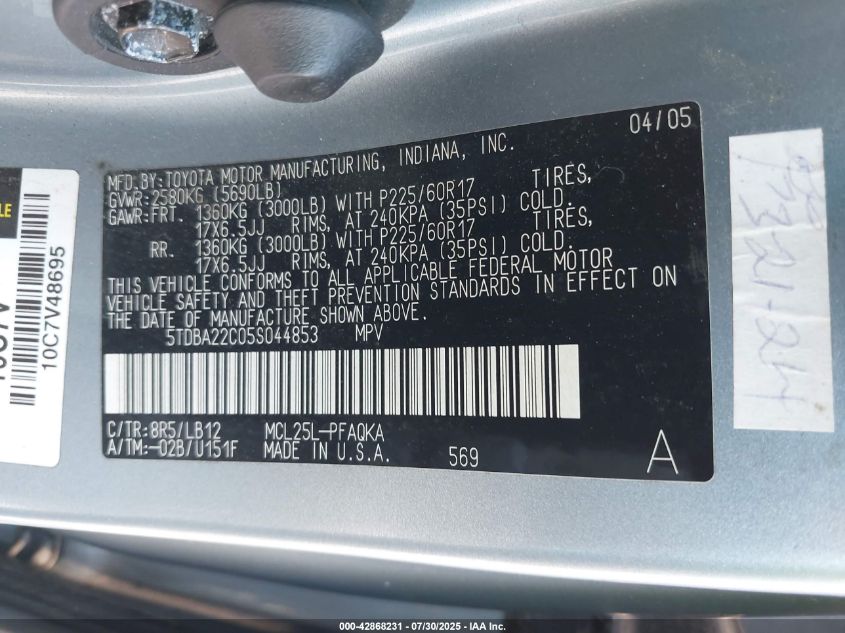 04/05
MFD.BY:TOYOTA MOTOR MANUFACTURING, INDIANA, INC.
GVWR:2580KG (5690LB)
GAWR:FRT. 1360KG (3000LB) WITH P225/60R17 TIRES,
17X6.5JJ RIMS, AT 240KPA (35PSI) COLD.
RR. 1360KG (3000LB) WITH P225/60R17 TIRES,
17X6.5JJ RIMS, AT 240KPA (35PSI) COLD.
THIS VEHICLE CONFORMS TO ALL APPLICABLE FEDERAL MOTOR
VEHICLE SAFETY AND THEFT PREVENTION STANDARDS IN EFFECT ON
THE DATE OF MANUFACTURE SHOWN ABOVE.
5TDBA22C05S044853 MPV
C/TR:8R5/LB12 MCL25L-PFAQKA
A/TM:-02B/U151F MADE IN U.S.A. 569 A
10C7V48695
000-42868231 - 07/30/2025 - IAA Inc.